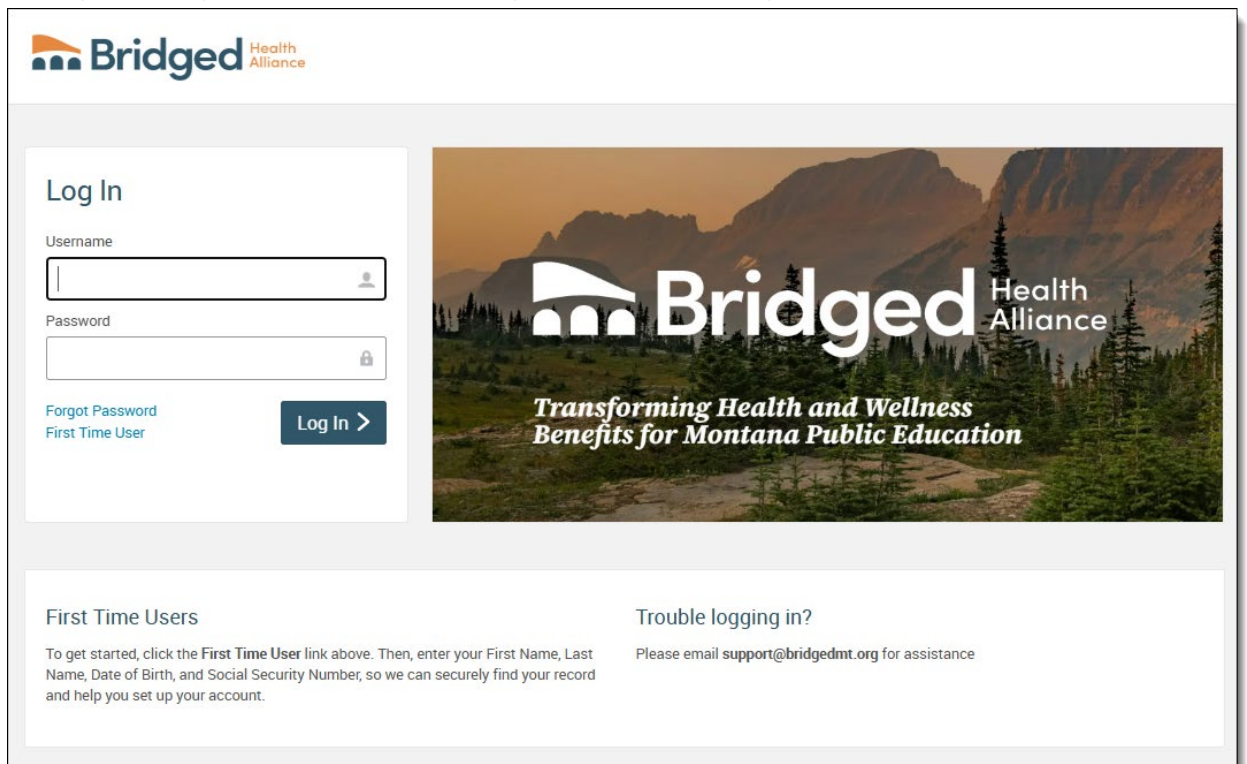 Bridged Health Alliance
Log In
Username
Password
Forgot Password
First Time User
Log In
Bridged Health Alliance
Transforming Health and Wellness
Benefits for Montana Public Education
First Time Users
To get started, click the First Time User link above. Then, enter your First Name, Last
Name, Date of Birth, and Social Security Number, so we can securely find your record
and help you set up your account.
Trouble logging in?
Please email support@bridgedmt.org for assistance